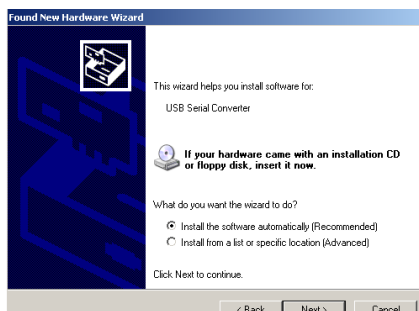 Found New Hardware Wizard
This wizard helps you install software for:
USB Serial Converter
If your hardware came with an installation CD
or floppy disk, insert it now.
What do you want the wizard to do?
Install the software automatically (Recommended)
Install from a list or specific location (Advanced)
Click Next to continue.
< Back Next > Cancel